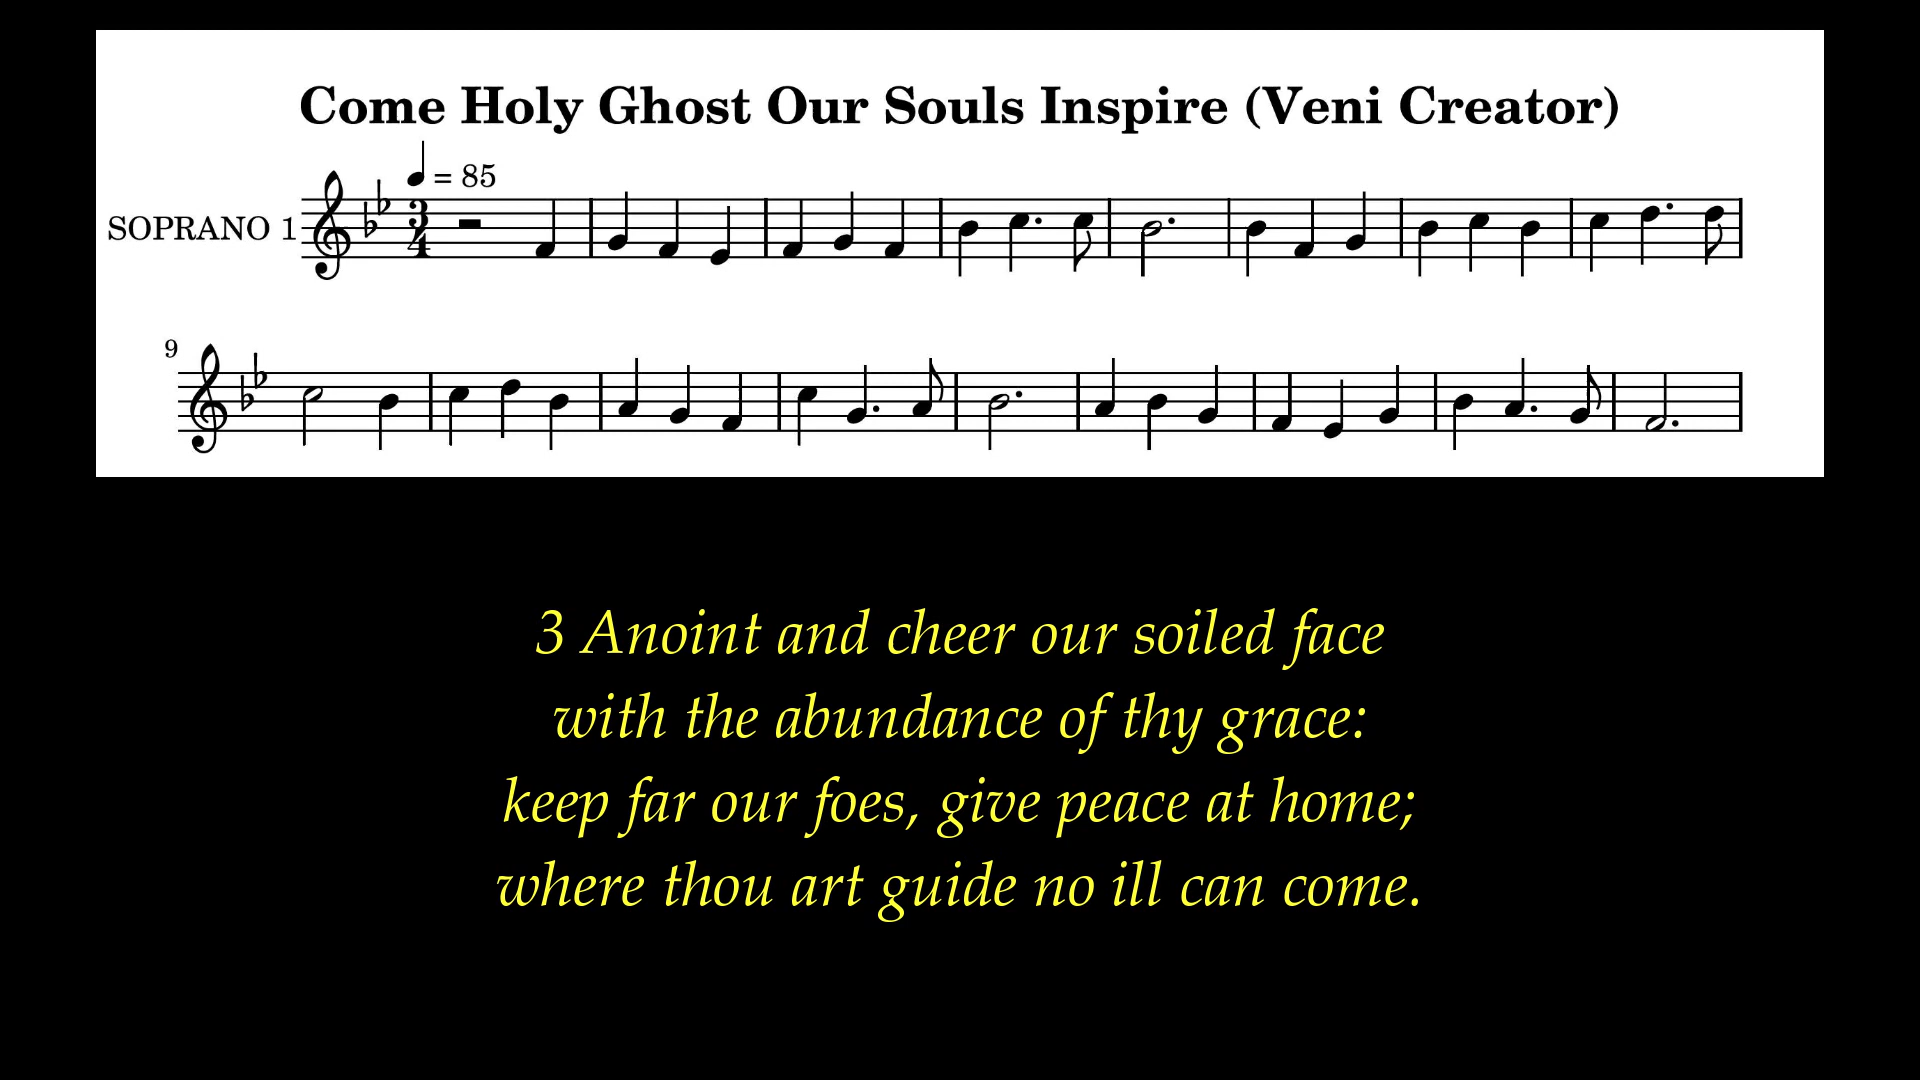 Come Holy Ghost Our Souls Inspire (Veni Creator)
= 85
SOPRANO 1
3
4
9
3 Anoint and cheer our soiled face
with the abundance of thy grace:
keep far our foes, give peace at home;
where thou art guide no ill can come.